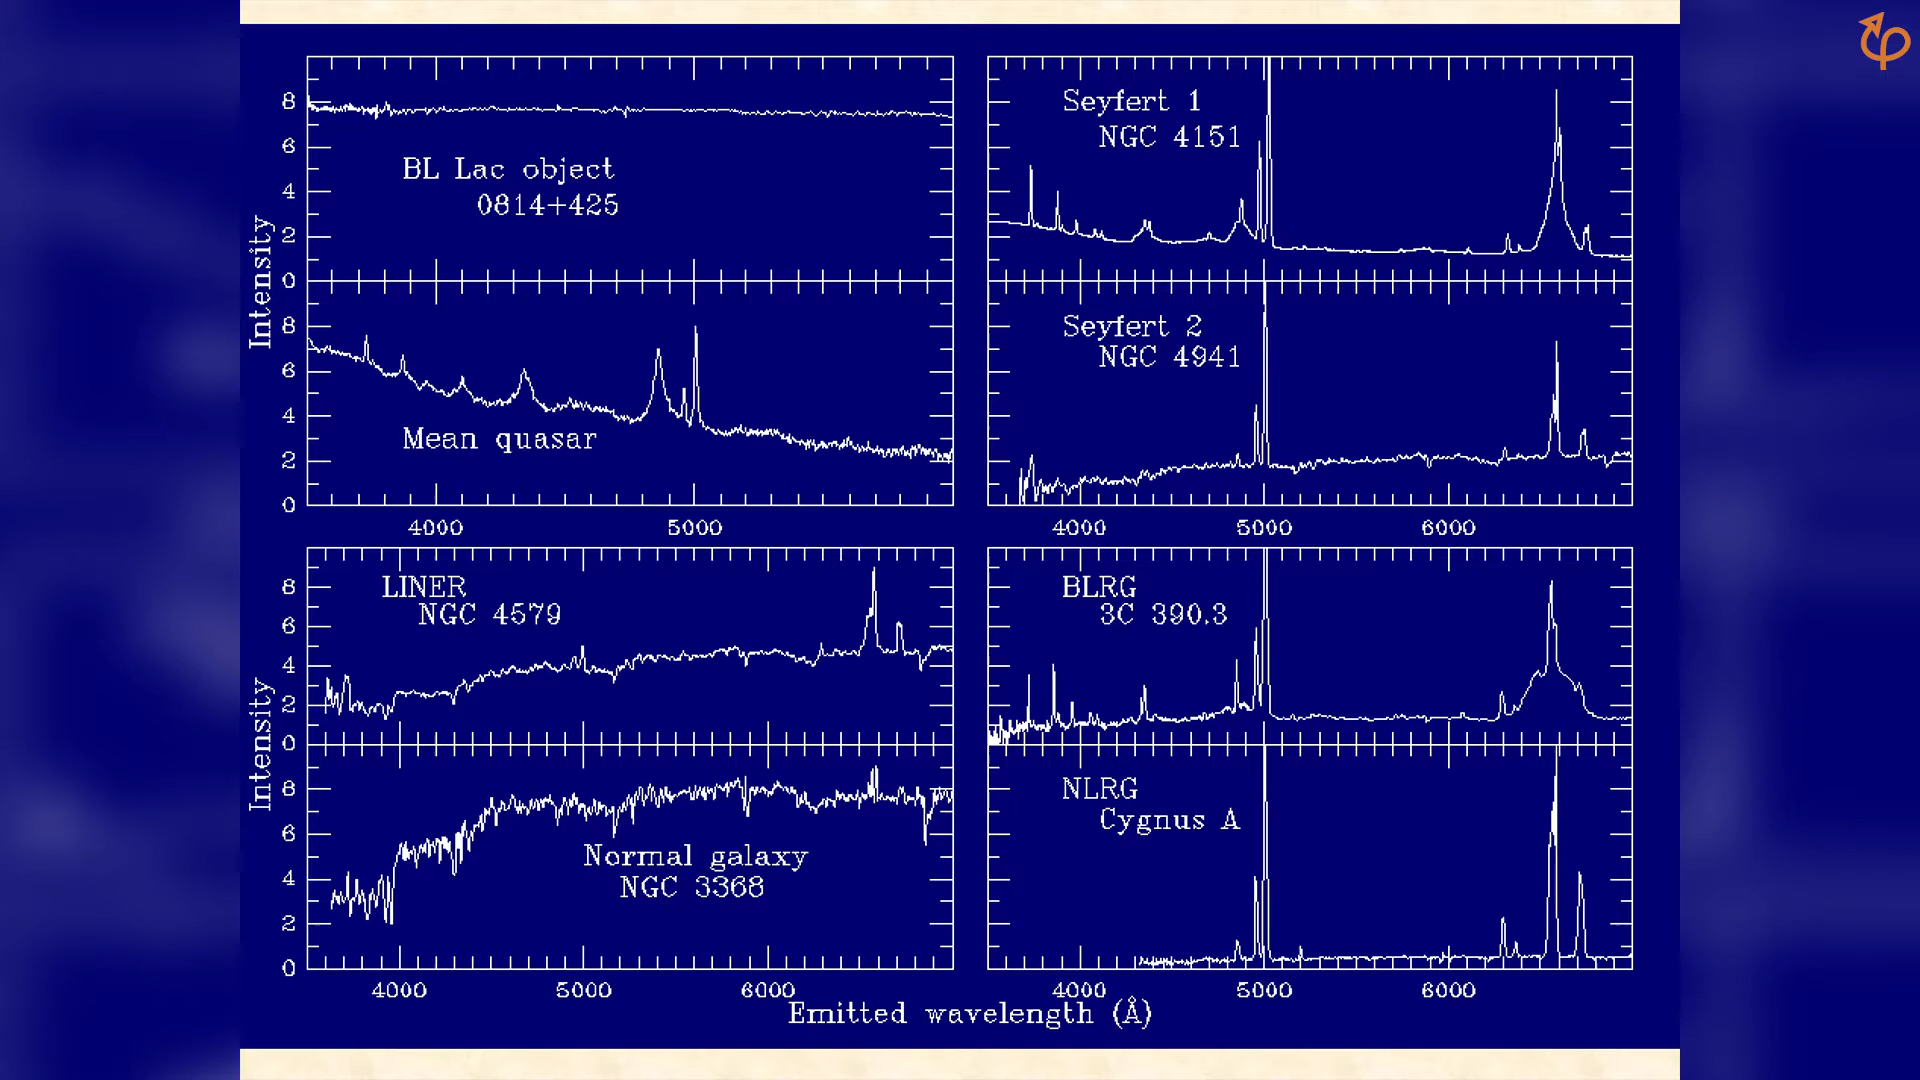 Intensity
8
6
4
2
0
BL Lac object
0814+425
8
6
4
2
0
Mean quasar
4000 5000
Seyfert 1
NGC 4151
Seyfert 2
NGC 4941
4000 5000 6000
Intensity
8
6
4
2
0
LINER
NGC 4579
8
6
4
2
0
Normal galaxy
NGC 3368
4000 5000 6000
BLRG
3C 390.3
NLRG
Cygnus A
4000 5000 6000
Emitted wavelength (Å)